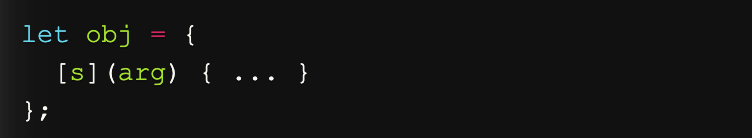 let obj = {
  [s](arg) { ... }
};